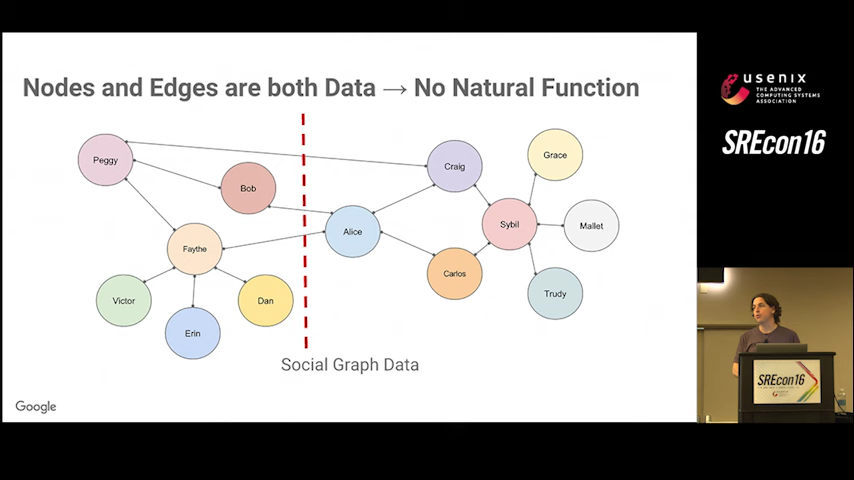 Nodes and Edges are both Data → No Natural Function
Peggy
Bob
Craig
Grace
Alice
Sybil
Mallet
Faythe
Carlos
Victor
Dan
Trudy
Erin
Social Graph Data
Google
usenix
THE ADVANCED
COMPUTING SYSTEMS
ASSOCIATION
SREcon16
SREcon16